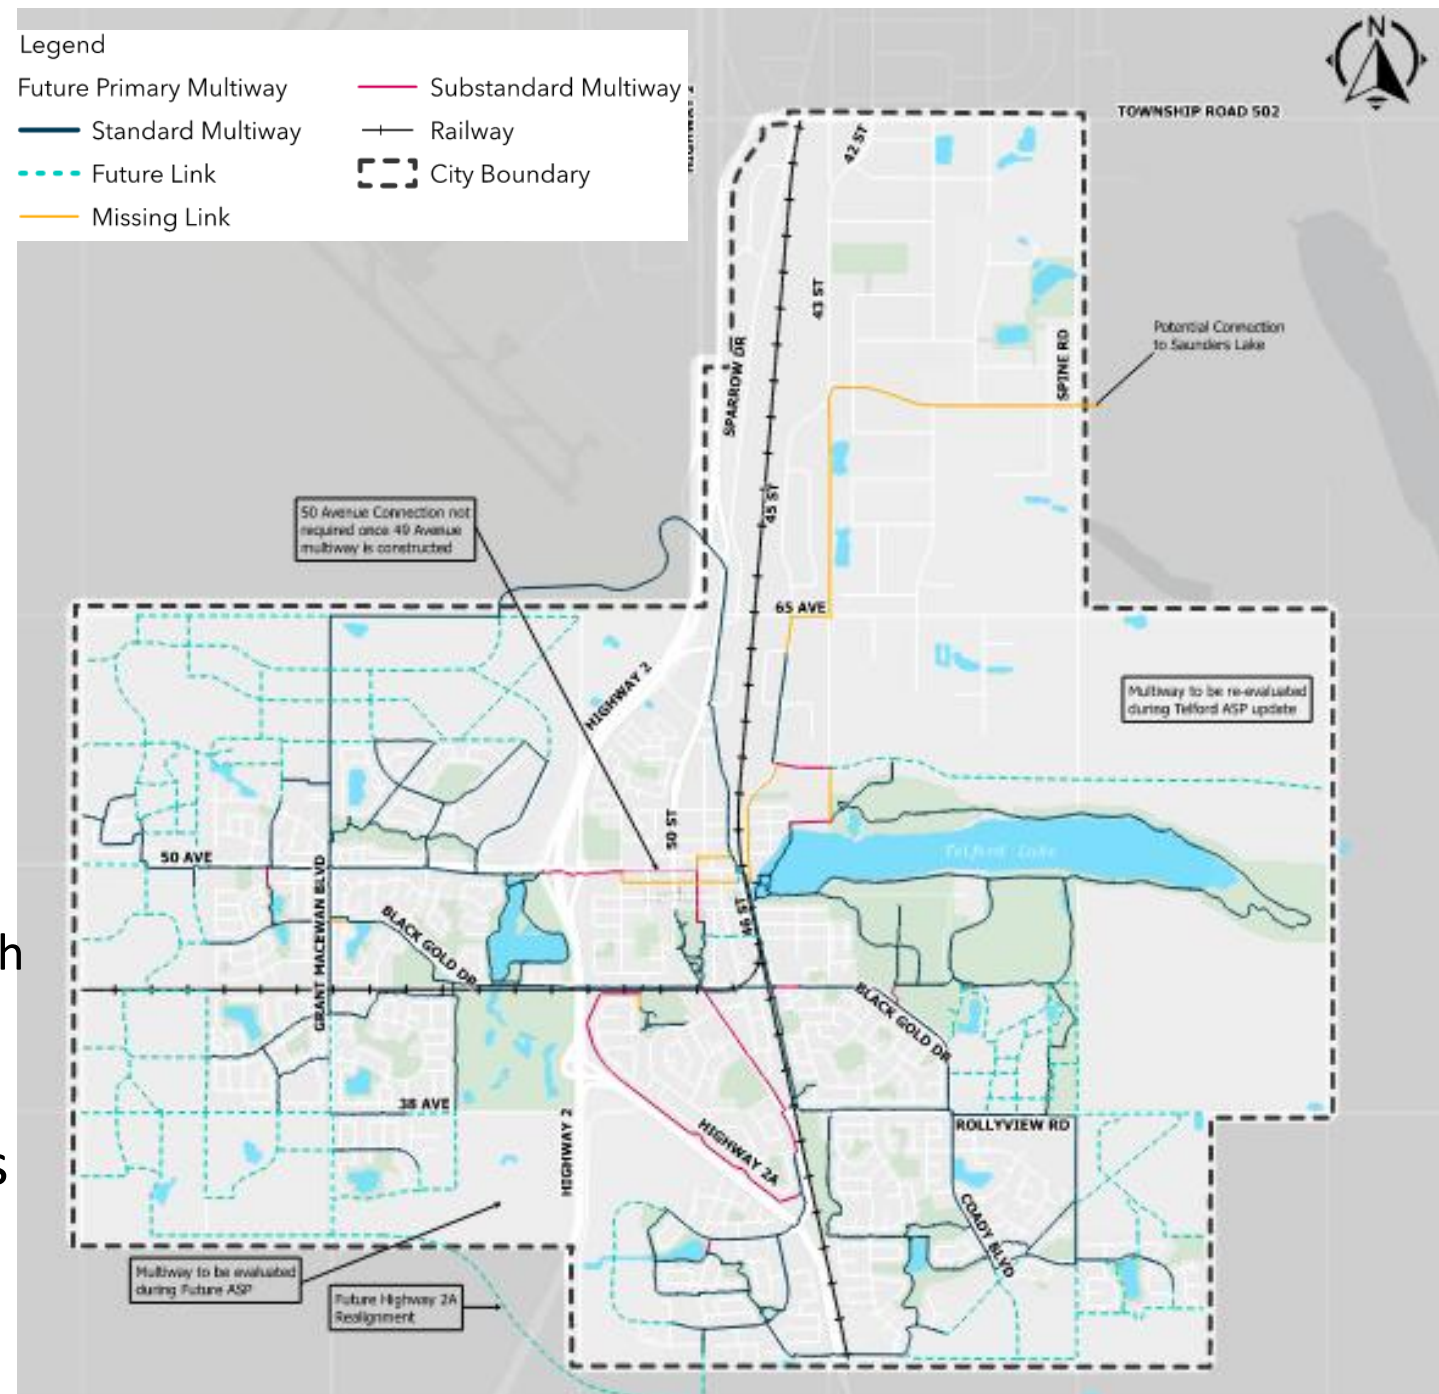 Legend
Future Primary Multiway
Standard Multiway
Future Link
Missing Link
Substandard Multiway
Railway
City Boundary
N
TOWNSHIP ROAD 502
HIGHWAY 2
42 ST
43 ST
SPINE RD
SPARROW DR
Potential Connection
to Saunders Lake
45 ST
50 Avenue Connection not
required once 49 Avenue
multiway is constructed
65 AVE
HIGHWAY 2
Multiway to be re-evaluated
during Telford ASP update
50 ST
Telford Lake
50 AVE
GRANT MACEWAN BLVD
BLACK GOLD DR
46 ST
h
BLACK GOLD DR
38 AVE
HIGHWAY 2
HIGHWAY 2A
ROLLYVIEW RD
s
COADY BLVD
Multiway to be evaluated
during Future ASP
Future Highway 2A
Realignment